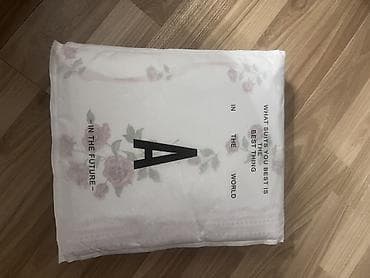 WHAT SUITS YOU BEST IS
THE
BEST THING
IN THE WORLD
A
– IN THE FUTURE –